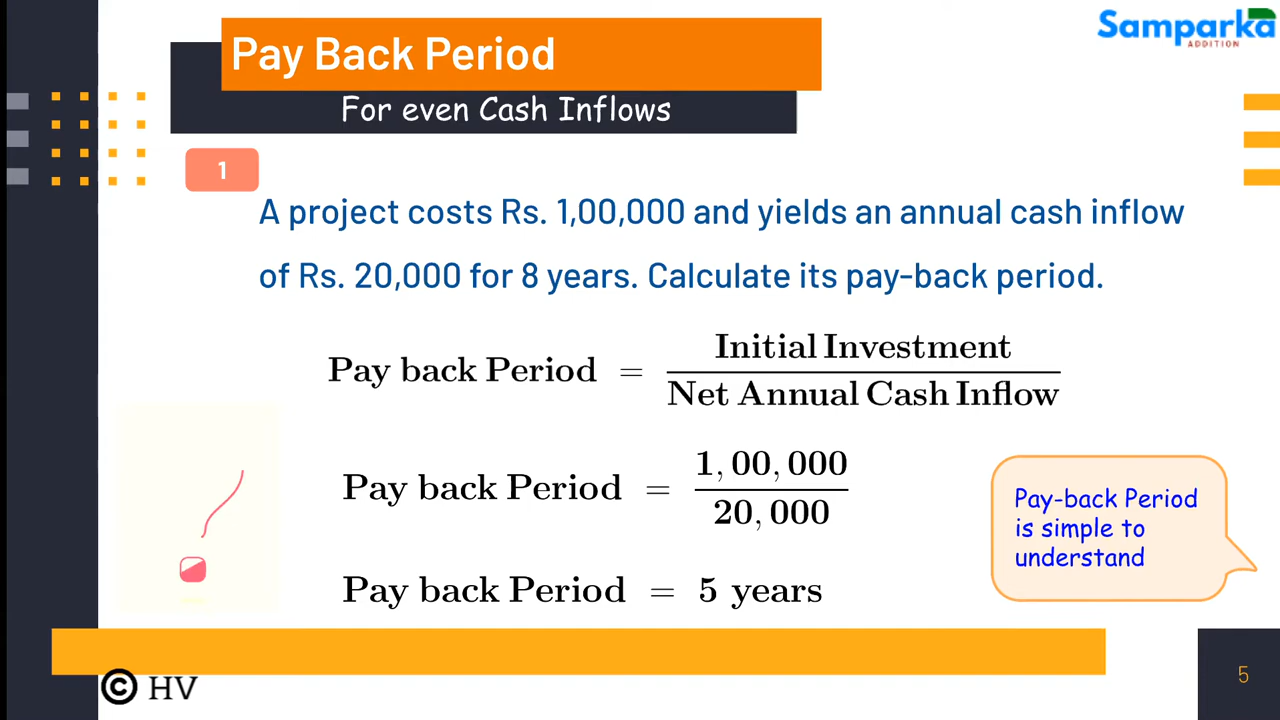 Samparka
ADDITION
Pay Back Period
For even Cash Inflows
1
A project costs Rs. 1,00,000 and yields an annual cash inflow
of Rs. 20,000 for 8 years. Calculate its pay-back period.
Pay back Period = Initial Investment / Net Annual Cash Inflow
Pay back Period = 1,00,000 / 20,000
Pay back Period = 5 years
Pay-back Period
is simple to
understand
© HV
5